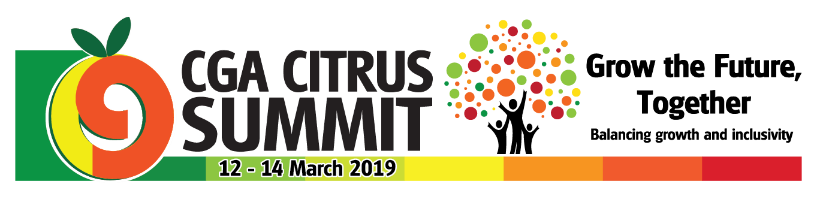 CGA CITRUS
SUMMIT
12 - 14 March 2019
Grow the Future,
Together
Balancing growth and inclusivity